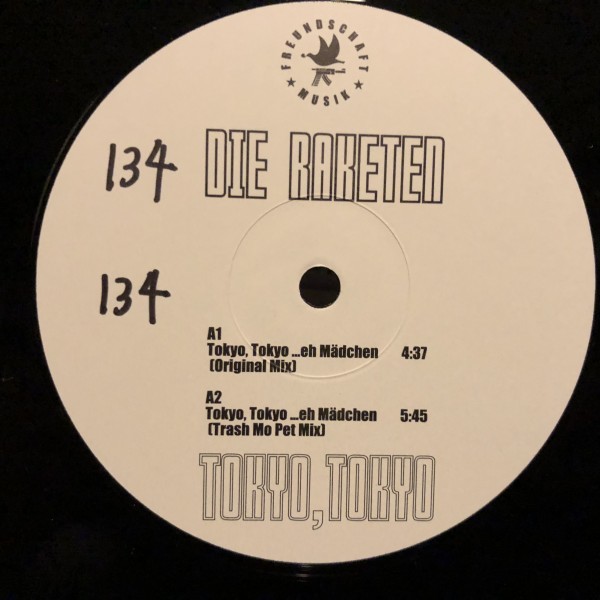 FREUNDSCHAFT
MUSIK
134 DIE RAKETEN
134
A1
Tokyo, Tokyo ...eh Mädchen 4:37
(Original Mix)
A2
Tokyo, Tokyo ...eh Mädchen 5:45
(Trash Mo Pet Mix)
TOKYO, TOKYO